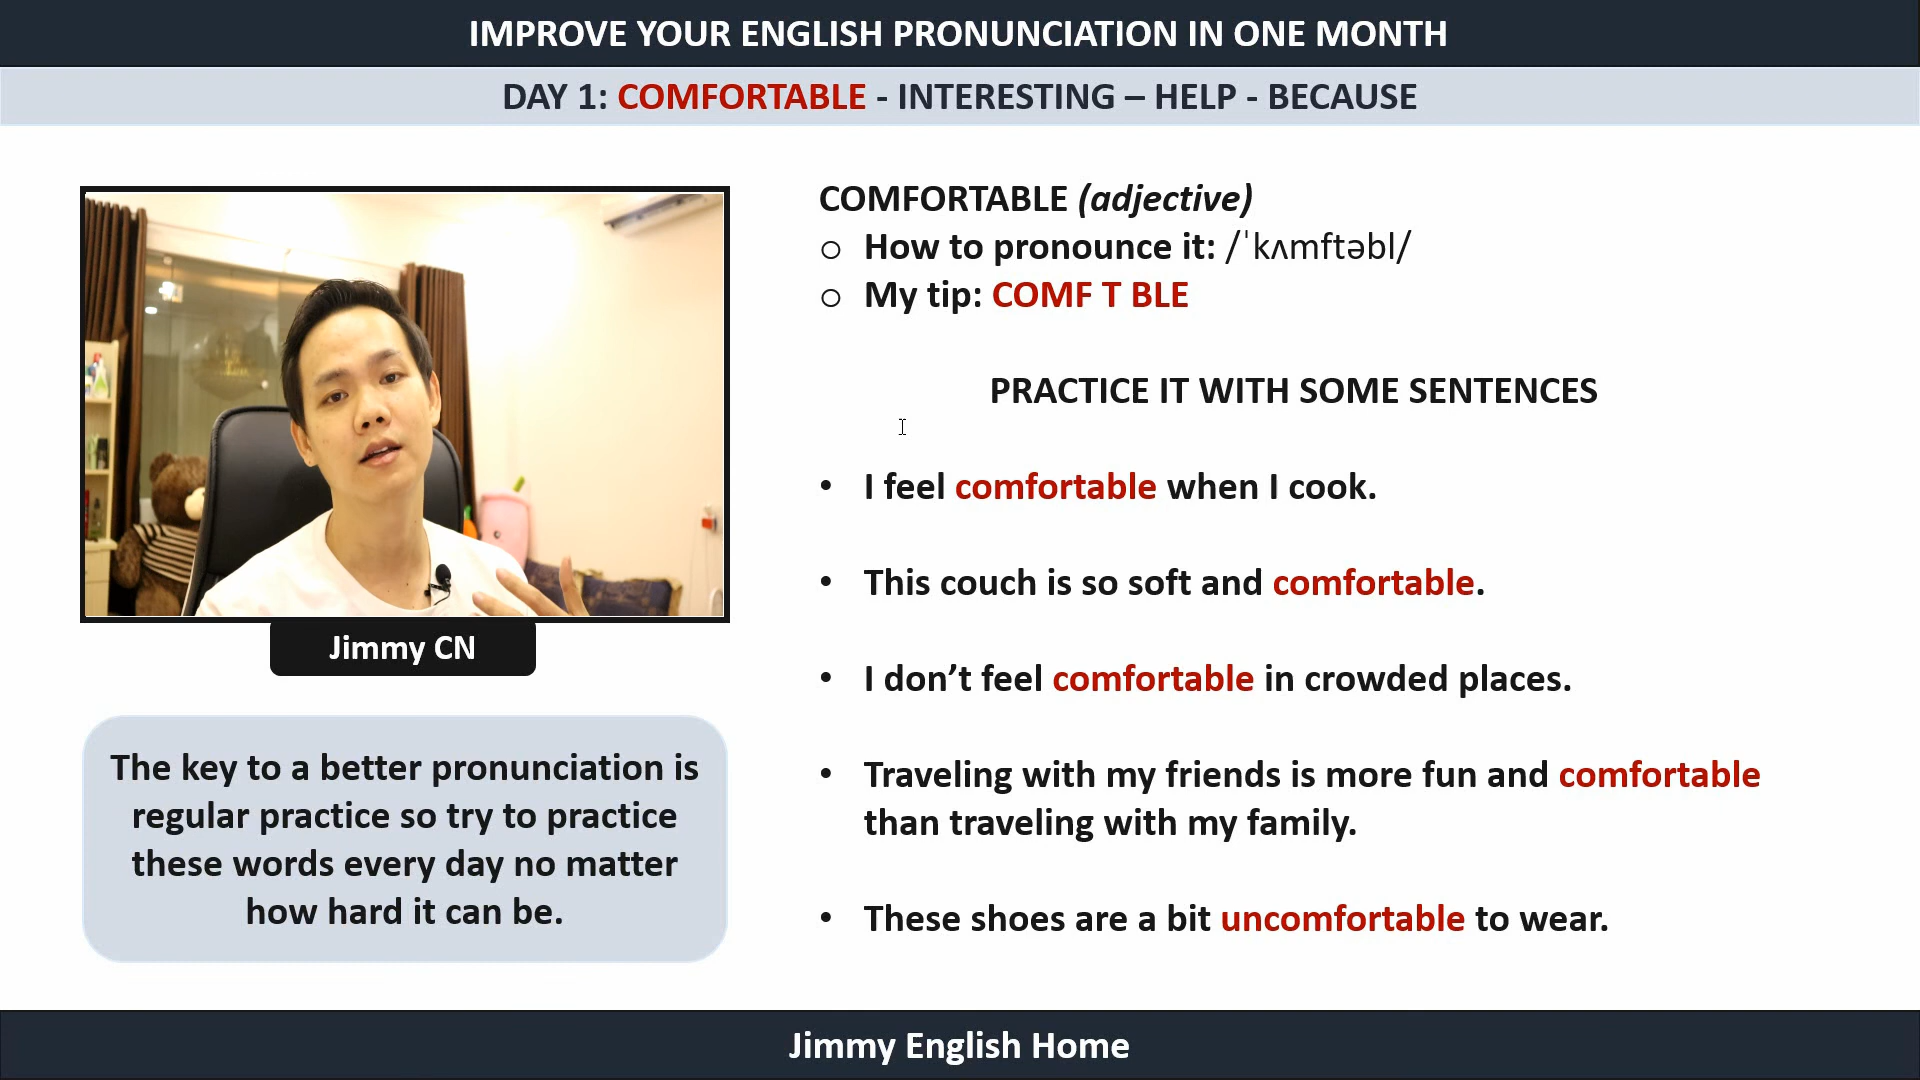 IMPROVE YOUR ENGLISH PRONUNCIATION IN ONE MONTH
DAY 1: COMFORTABLE - INTERESTING – HELP - BECAUSE
Jimmy CN
The key to a better pronunciation is
regular practice so try to practice
these words every day no matter
how hard it can be.
COMFORTABLE (adjective)
o How to pronounce it: /ˈkʌmftəbl/
o My tip: COMF T BLE
PRACTICE IT WITH SOME SENTENCES
• I feel comfortable when I cook.
• This couch is so soft and comfortable.
• I don’t feel comfortable in crowded places.
• Traveling with my friends is more fun and comfortable
than traveling with my family.
• These shoes are a bit uncomfortable to wear.
Jimmy English Home